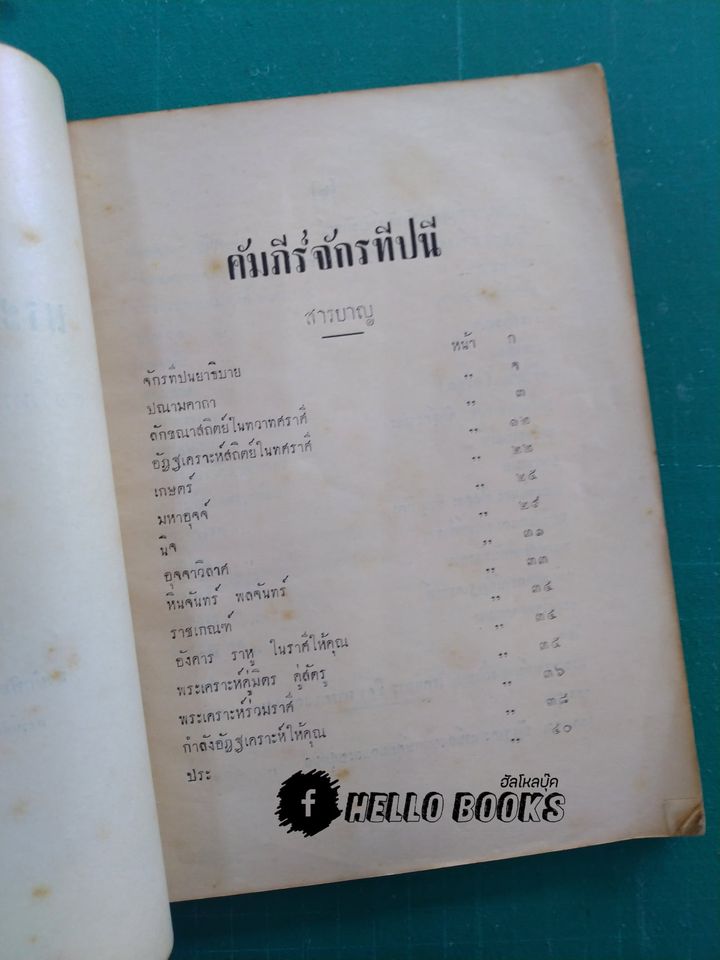 คัมภีร์จักรทีปนี
สารบาญ
จักรทีปนยาธิบาย หน้า ก
ปณามคาถา ,, จ
ลักขณาสถิตย์ในทวาทศราศี ,, ๓
อัฏฐเคราะห์สถิตย์ในทศราศี ,, ๑๒
เกษตร์ ,, ๒๒
มหาอุจจ์ ,, ๒๔
นิจ ,,
อุจจาวิลาศ ,, ๓๑
หินจันทร์ พลจันทร์ ,, ๓๓
ราชเกณฑ์ ,, ๓๔
อังคาร ราหู ในราศีให้คุณ ,, ๓๔
พระเคราะห์คู่มิตร คู่สัตรู ,, ๓๕
พระเคราะห์ร่วมราศี ,, ๓๖
กำลังอัฏฐเคราะห์ให้คุณ ,, ๓๘
ประ ,, ๔๐
ฮัลโหลบุ๊ค
f HELLO BOOKS